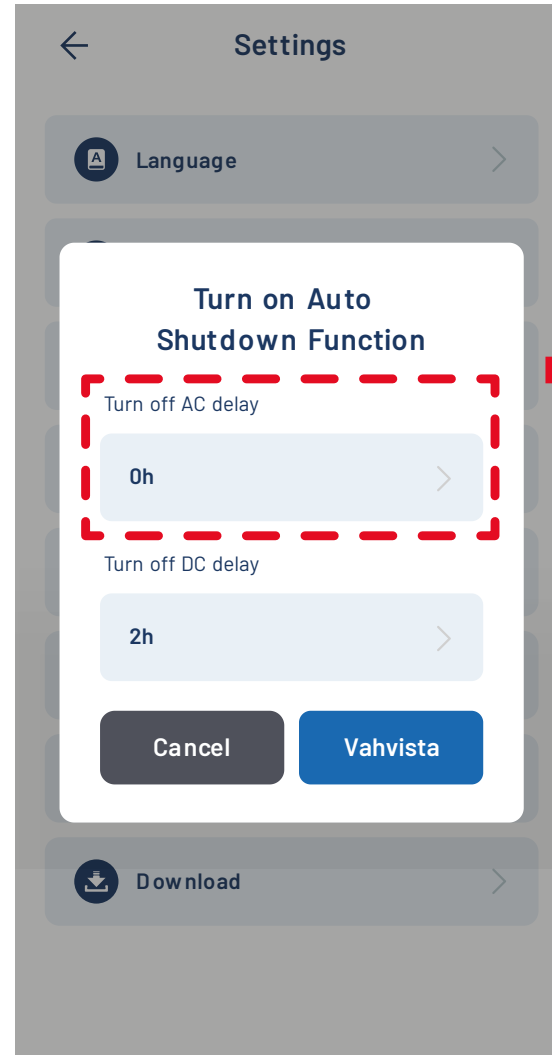 Settings
Language
Turn on Auto
Shutdown Function
Turn off AC delay
0h
Turn off DC delay
2h
Cancel
Vahvista
Download